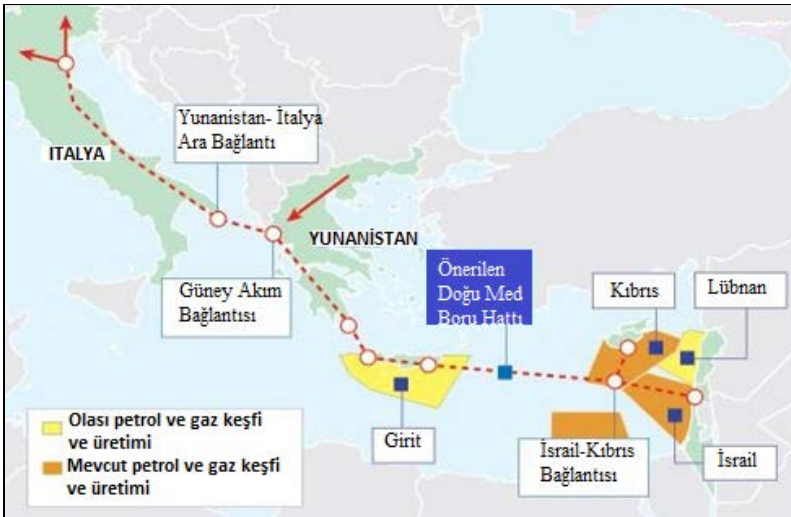 Yunanistan- İtalya
Ara Bağlantı
ITALYA
YUNANİSTAN
Güney Akım
Bağlantısı
Önerilen
Doğu Med
Boru Hattı
Kıbrıs
Lübnan
Girit
İsrail-Kıbrıs
Bağlantısı
İsrail
Olası petrol ve gaz keşfi
ve üretimi
Mevcut petrol ve gaz keşfi
ve üretimi